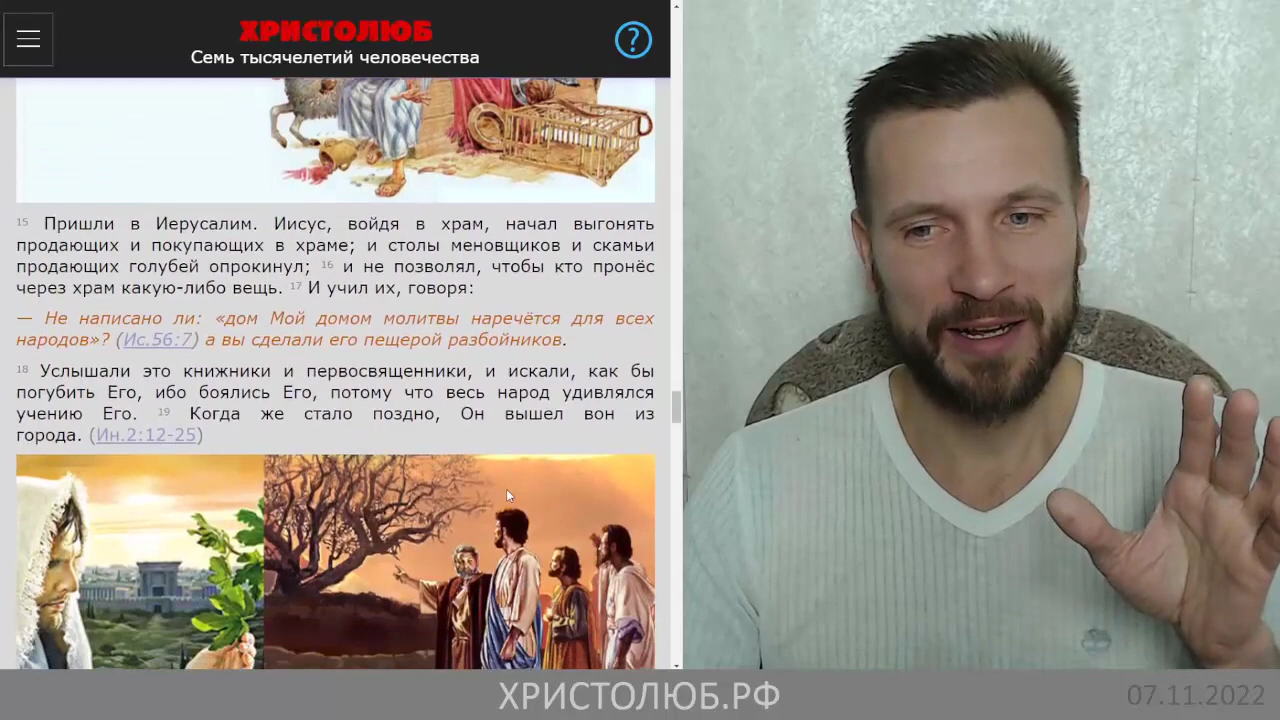 ХРИСТОЛЮБ
Семь тысячелетий человечества
?
15 Пришли в Иерусалим. Иисус, войдя в храм, начал выгонять
продающих и покупающих в храме; и столы меновщиков и скамьи
продающих голубей опрокинул; 16 и не позволял, чтобы кто пронёс
через храм какую-либо вещь. 17 И учил их, говоря:
— Не написано ли: «дом Мой домом молитвы наречётся для всех
народов»? (Ис.56:7) а вы сделали его пещерой разбойников.
18 Услышали это книжники и первосвященники, и искали, как бы
погубить Его, ибо боялись Его, потому что весь народ удивлялся
учению Его. 19 Когда же стало поздно, Он вышел вон из
города. (Ин.2:12-25)
ХРИСТОЛЮБ.РФ
07.11.2022